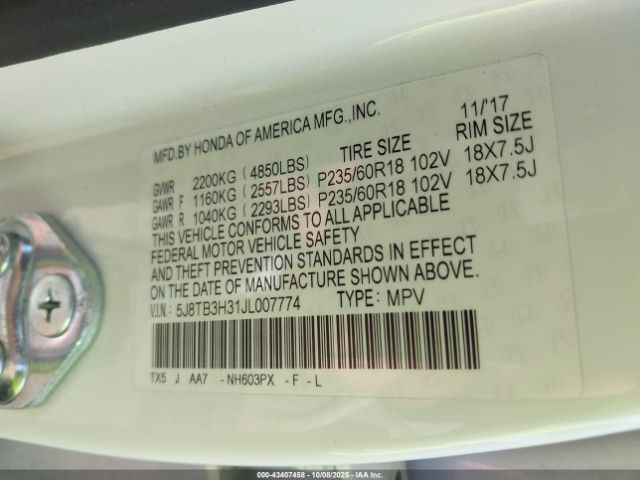 MFD.BY HONDA OF AMERICA MFG.,INC. 11/'17
TIRE SIZE RIM SIZE
GVWR 2200KG (4850LBS)
GAWR F 1160KG (2557LBS) P235/60R18 102V 18X7.5J
GAWR R 1040KG (2293LBS) P235/60R18 102V 18X7.5J
THIS VEHICLE CONFORMS TO ALL APPLICABLE
FEDERAL MOTOR VEHICLE SAFETY
AND THEFT PREVENTION STANDARDS IN EFFECT
ON THE DATE OF MANUFACTURE SHOWN ABOVE.
V.I.N.: 5J8TB3H31JL007774 TYPE: MPV
TX5 J AA7 -NH603PX -F -L
000-43407458 | 10/08/2025 | IAA Inc.